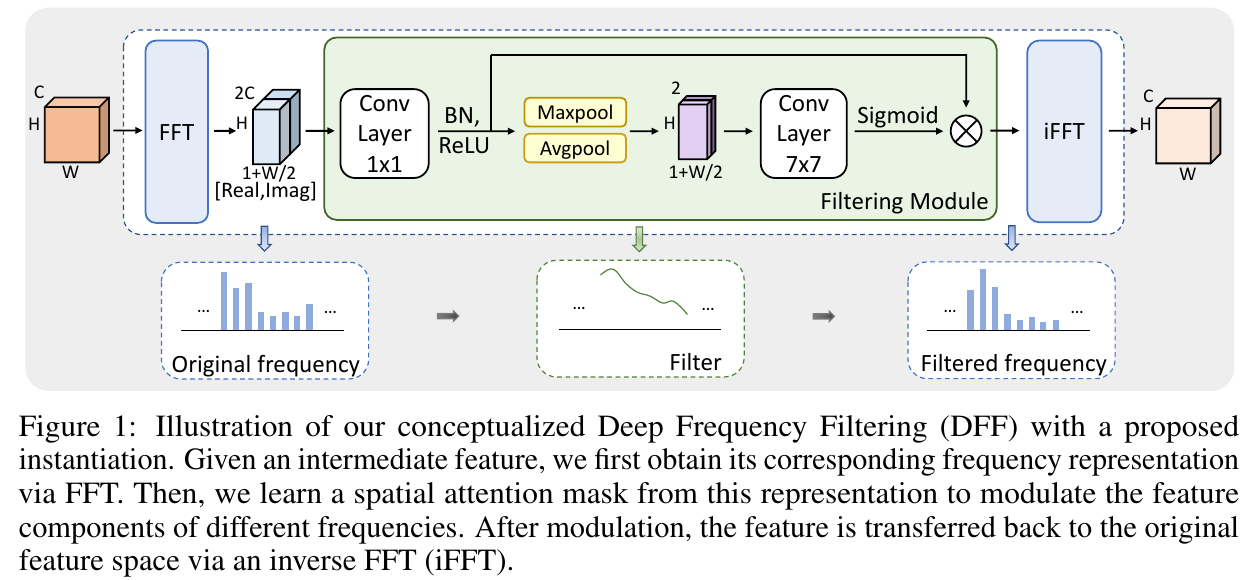 C
H
W
FFT
2C
H
1+W/2
[Real,Imag]
Conv
Layer
1x1
BN,
ReLU
Maxpool
Avgpool
2
H
1+W/2
Conv
Layer
7x7
Sigmoid
Filtering Module
iFFT
C
H
W
...
...
Original frequency
...
...
Filter
...
...
Filtered frequency
Figure 1: Illustration of our conceptualized Deep Frequency Filtering (DFF) with a proposed
instantiation. Given an intermediate feature, we first obtain its corresponding frequency representation
via FFT. Then, we learn a spatial attention mask from this representation to modulate the feature
components of different frequencies. After modulation, the feature is transferred back to the original
feature space via an inverse FFT (iFFT).